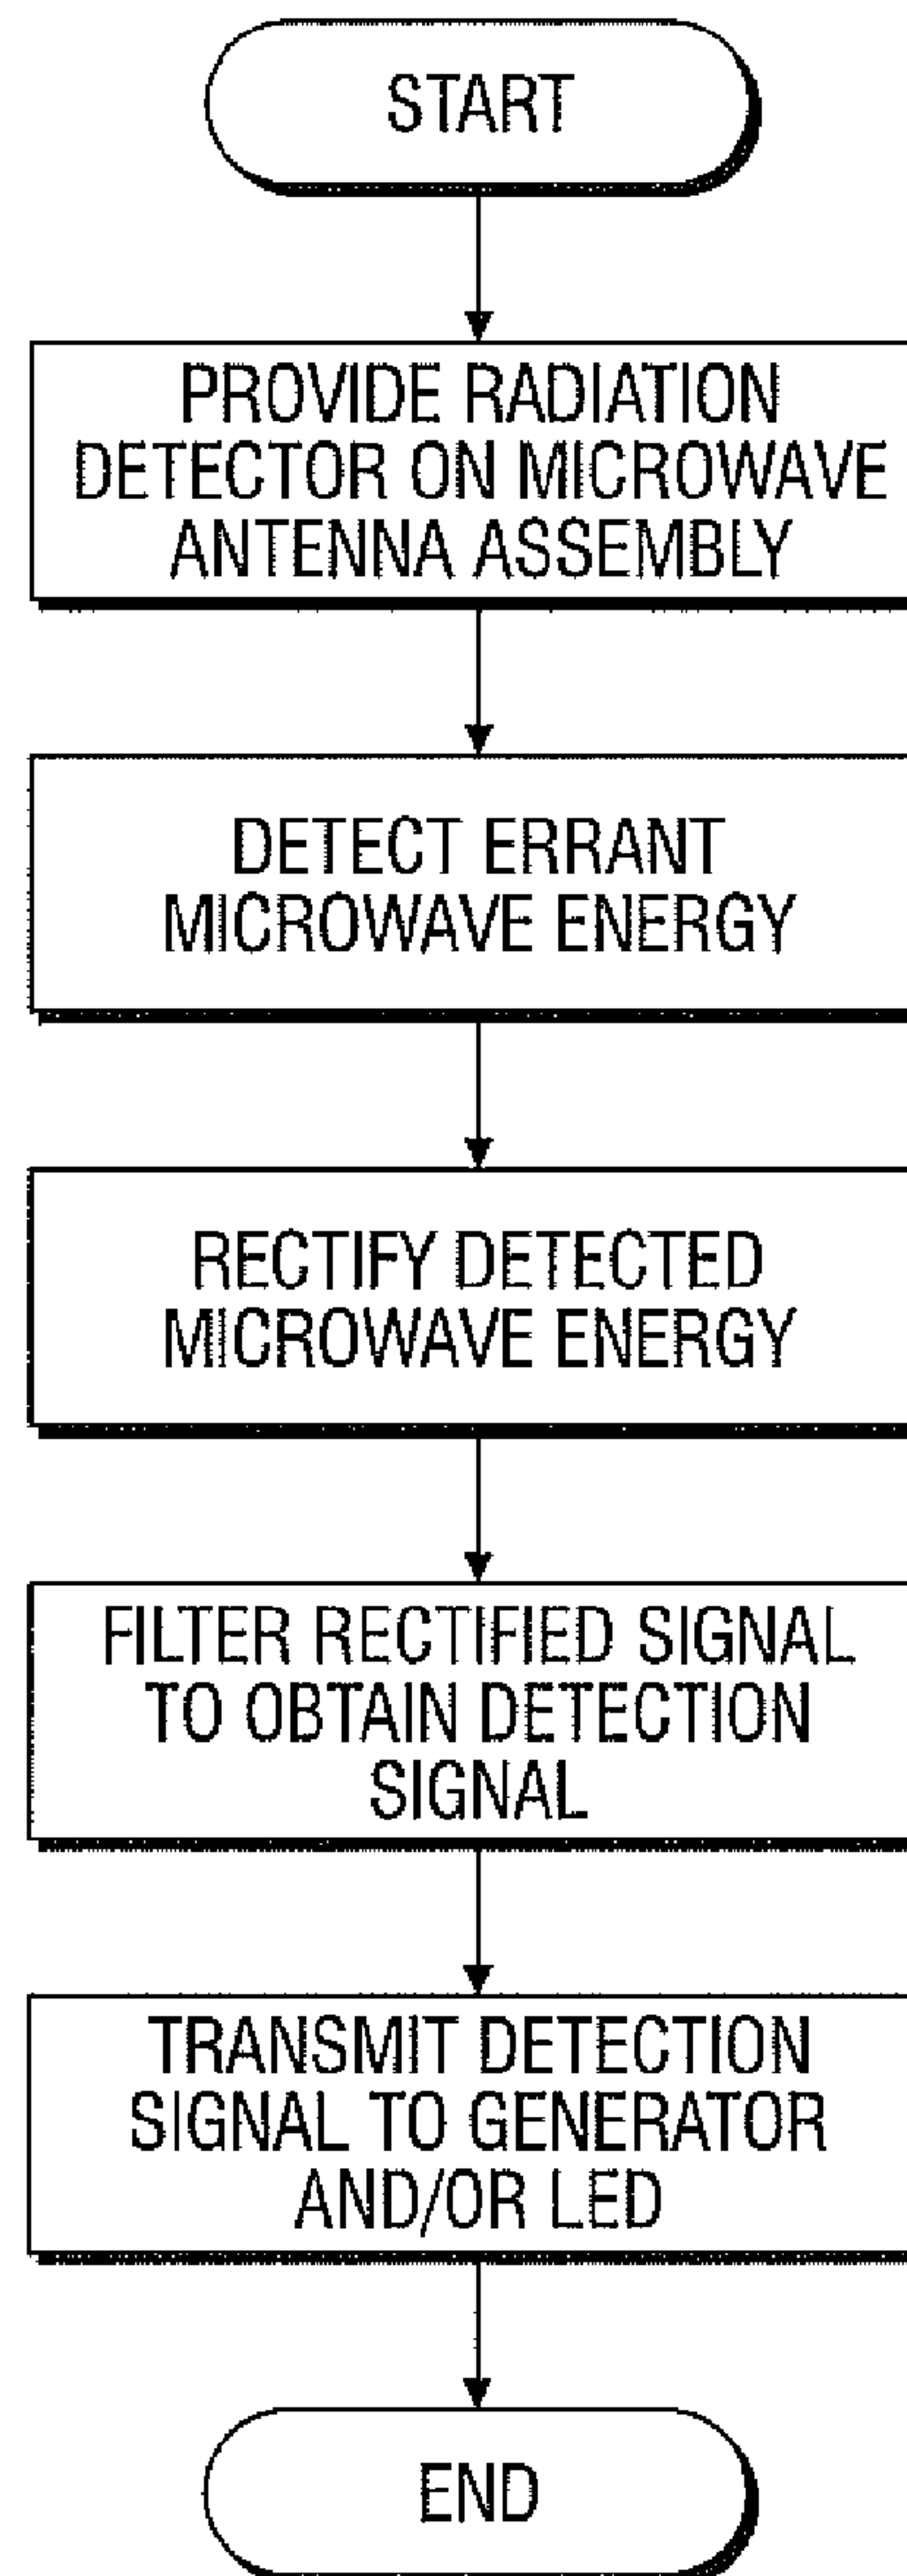 START
PROVIDE RADIATION
DETECTOR ON MICROWAVE
ANTENNA ASSEMBLY
DETECT ERRANT
MICROWAVE ENERGY
RECTIFY DETECTED
MICROWAVE ENERGY
FILTER RECTIFIED SIGNAL
TO OBTAIN DETECTION
SIGNAL
TRANSMIT DETECTION
SIGNAL TO GENERATOR
AND/OR LED
END